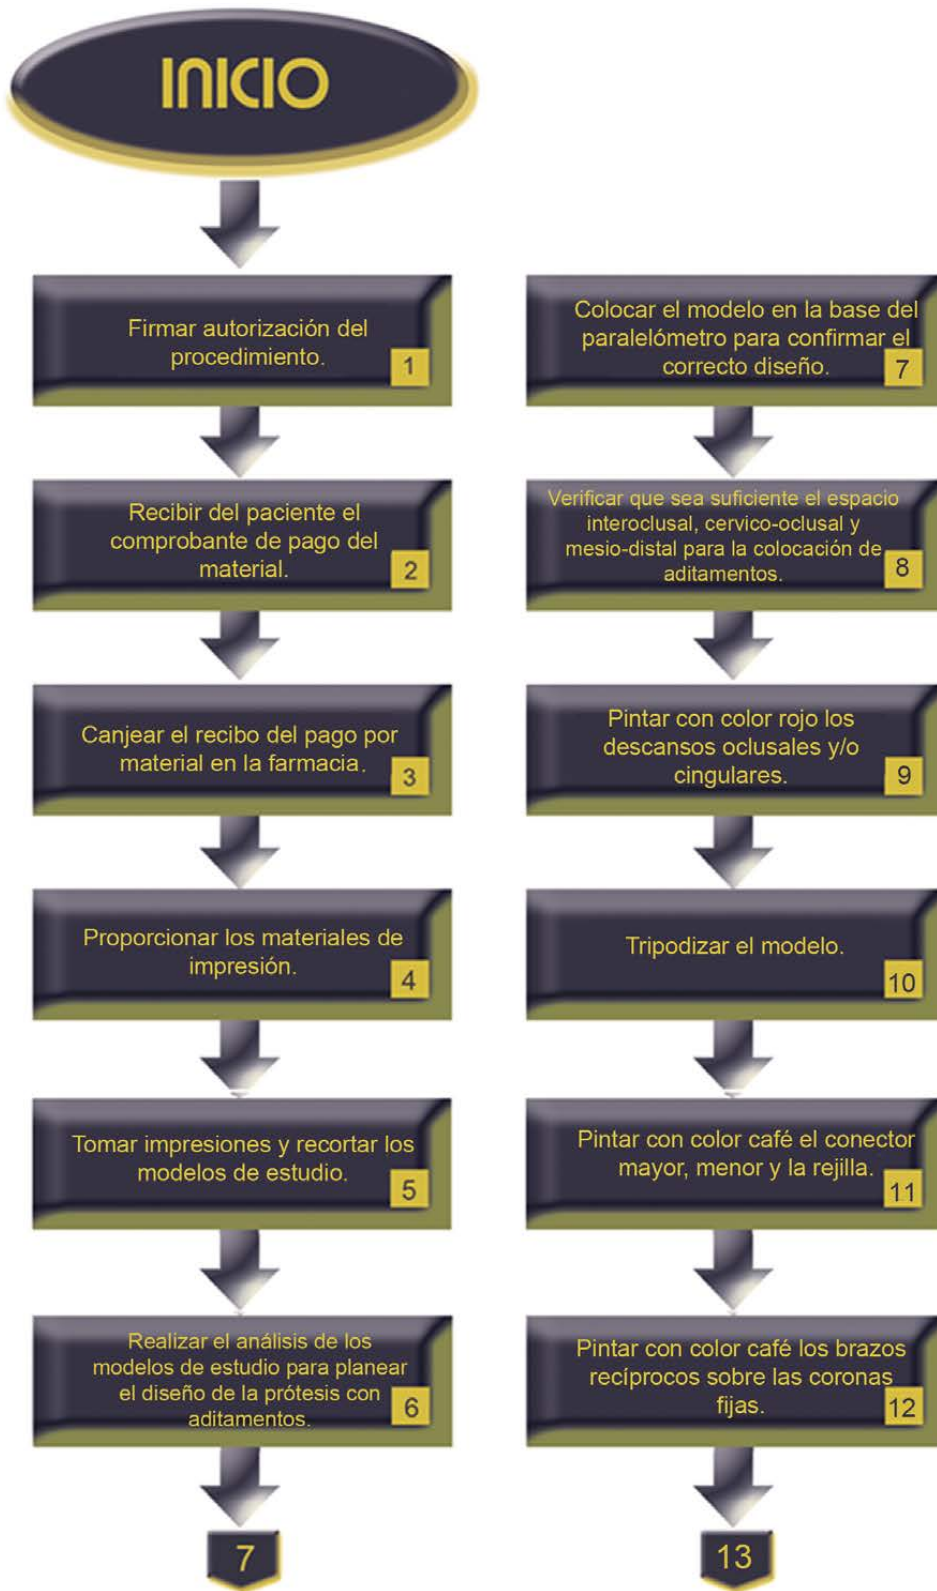 INICIO
Firmar autorización del
procedimiento.
1
Recibir del paciente el
comprobante de pago del
material.
2
Canjear el recibo del pago por
material en la farmacia.
3
Proporcionar los materiales de
impresión.
4
Tomar impresiones y recortar los
modelos de estudio.
5
Realizar el análisis de los
modelos de estudio para planear
el diseño de la prótesis con
aditamentos.
6
7
Colocar el modelo en la base del
paralelómetro para confirmar el
correcto diseño.
7
Verificar que sea suficiente el espacio
interoclusal, cervico-oclusal y
mesio-distal para la colocación de
aditamentos.
8
Pintar con color rojo los
descansos oclusales y/o
cingulares.
9
Tripodizar el modelo.
10
Pintar con color café el conector
mayor, menor y la rejilla.
11
Pintar con color café los brazos
recíprocos sobre las coronas
fijas.
12
13